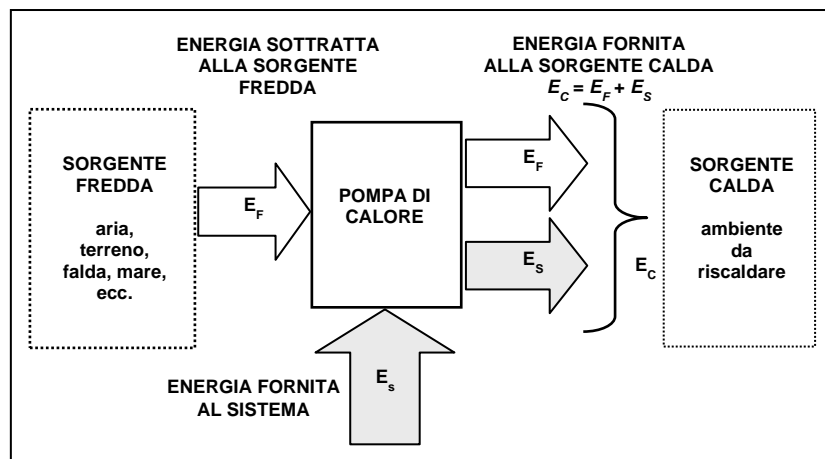 ENERGIA SOTTRATTA
ALLA SORGENTE
FREDDA
ENERGIA FORNITA
ALLA SORGENTE CALDA
E_C = E_F + E_S
SORGENTE
FREDDA
aria,
terreno,
falda, mare,
ecc.
E_F
POMPA DI
CALORE
E_F
E_S
E_C
SORGENTE
CALDA
ambiente
da
riscaldare
ENERGIA FORNITA
AL SISTEMA
E_s